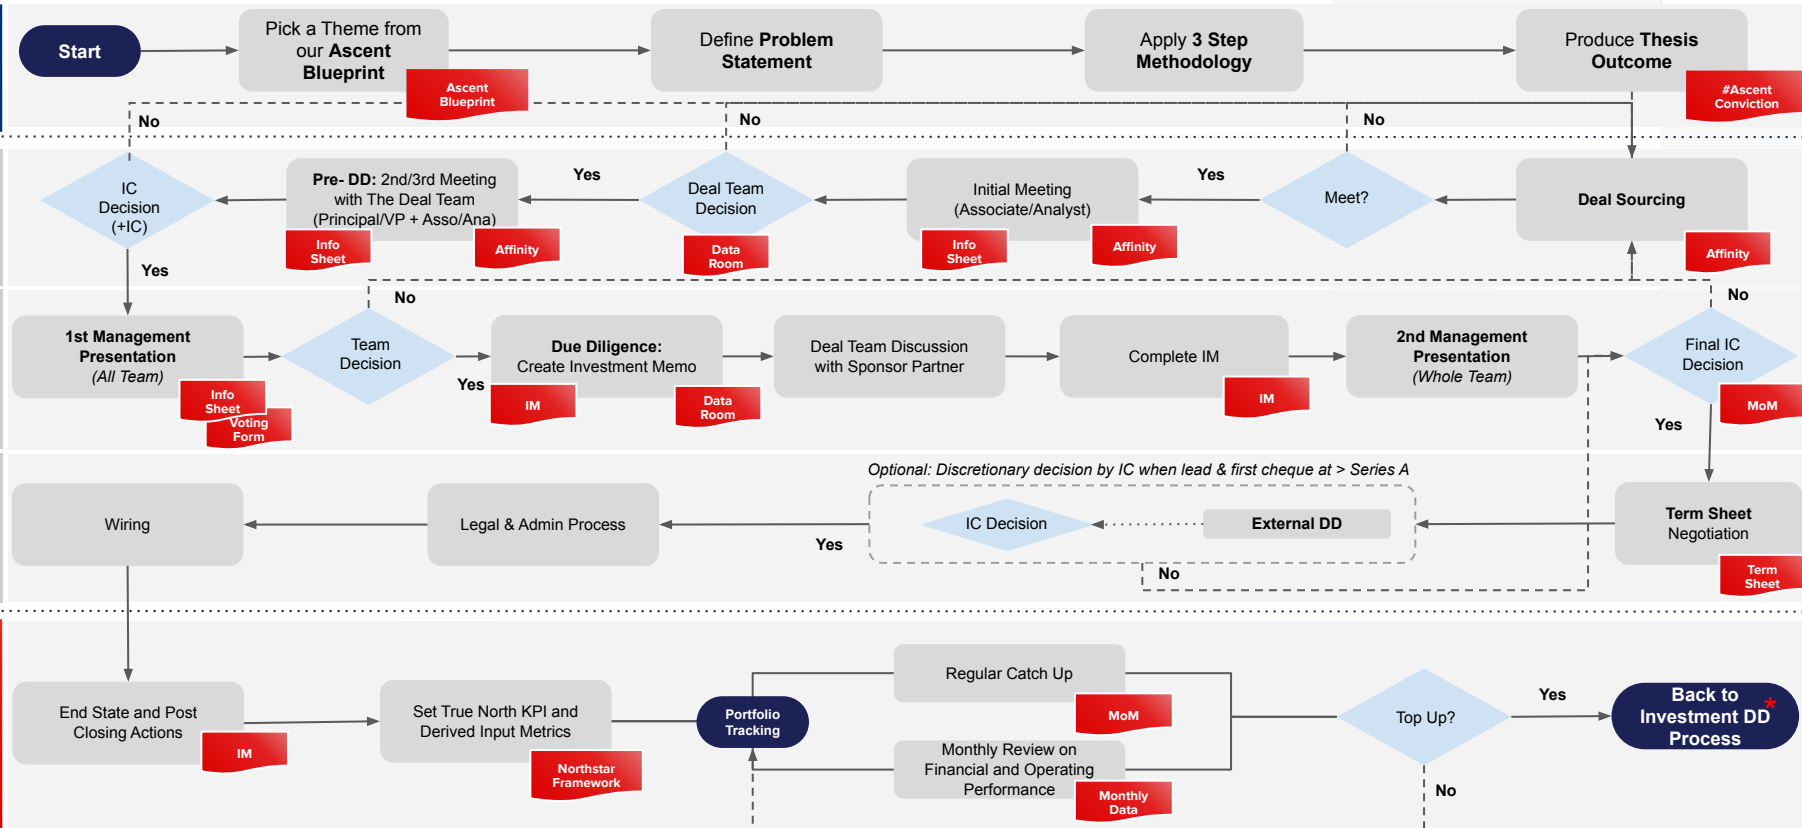 Start
Pick a Theme from
our Ascent
Blueprint
Ascent
Blueprint
Define Problem
Statement
Apply 3 Step
Methodology
Produce Thesis
Outcome
#Ascent
Conviction
No
No
No
IC
Decision
(+IC)
Pre- DD: 2nd/3rd Meeting
with The Deal Team
(Principal/VP + Asso/Ana)
Info
Sheet
Affinity
Yes
Deal Team
Decision
Data
Room
Initial Meeting
(Associate/Analyst)
Info
Sheet
Affinity
Yes
Meet?
Deal Sourcing
Affinity
Yes
No
No
1st Management
Presentation
(All Team)
Info
Sheet
Voting
Form
Team
Decision
Yes
Due Diligence:
Create Investment Memo
IM
Data
Room
Deal Team Discussion
with Sponsor Partner
Complete IM
IM
2nd Management
Presentation
(Whole Team)
Final IC
Decision
MoM
Yes
Optional: Discretionary decision by IC when lead & first cheque at > Series A
Wiring
Legal & Admin Process
Yes
IC Decision
External DD
No
Term Sheet
Negotiation
Term
Sheet
End State and Post
Closing Actions
IM
Set True North KPI and
Derived Input Metrics
Northstar
Framework
Portfolio
Tracking
Regular Catch Up
MoM
Monthly Review on
Financial and Operating
Performance
Monthly
Data
Top Up?
Yes
No
Back to
Investment DD*
Process